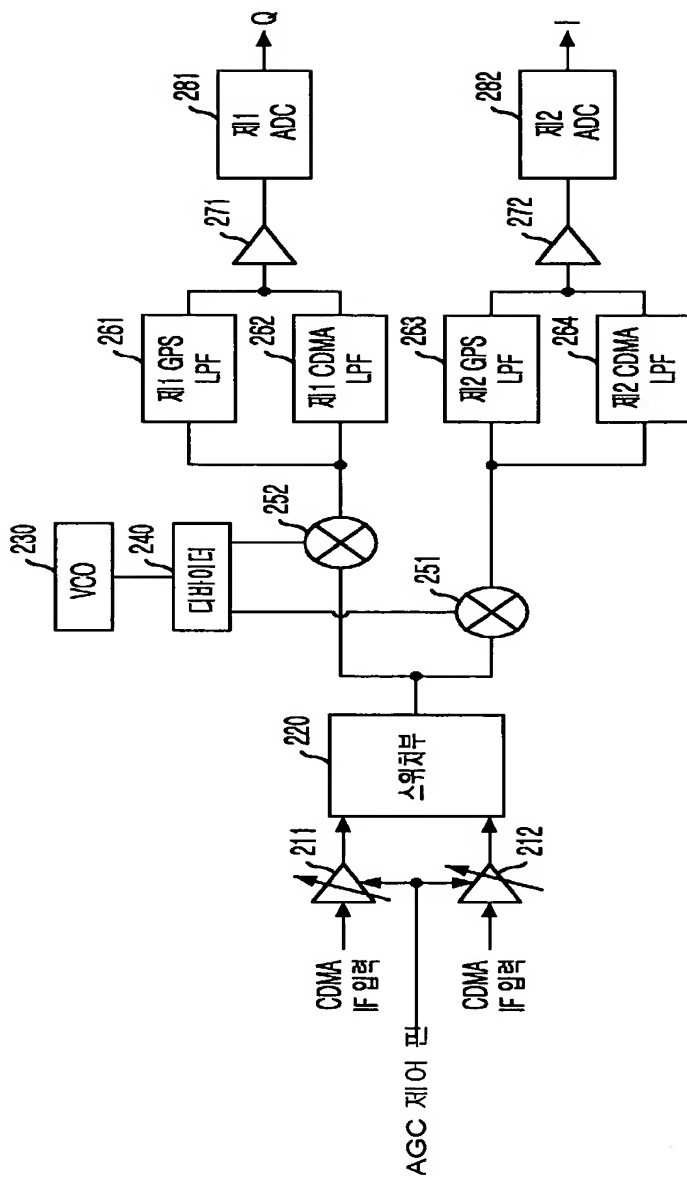 AGC 제어 핀
CDMA
IF 입력
211
CDMA
IF 입력
212
220
스위치부
230
VCO
240
디바이더
252
251
261
제1 GPS
LPF
262
제1 CDMA
LPF
263
제2 GPS
LPF
264
제2 CDMA
LPF
271
272
281
제1
ADC
Q
282
제2
ADC
I